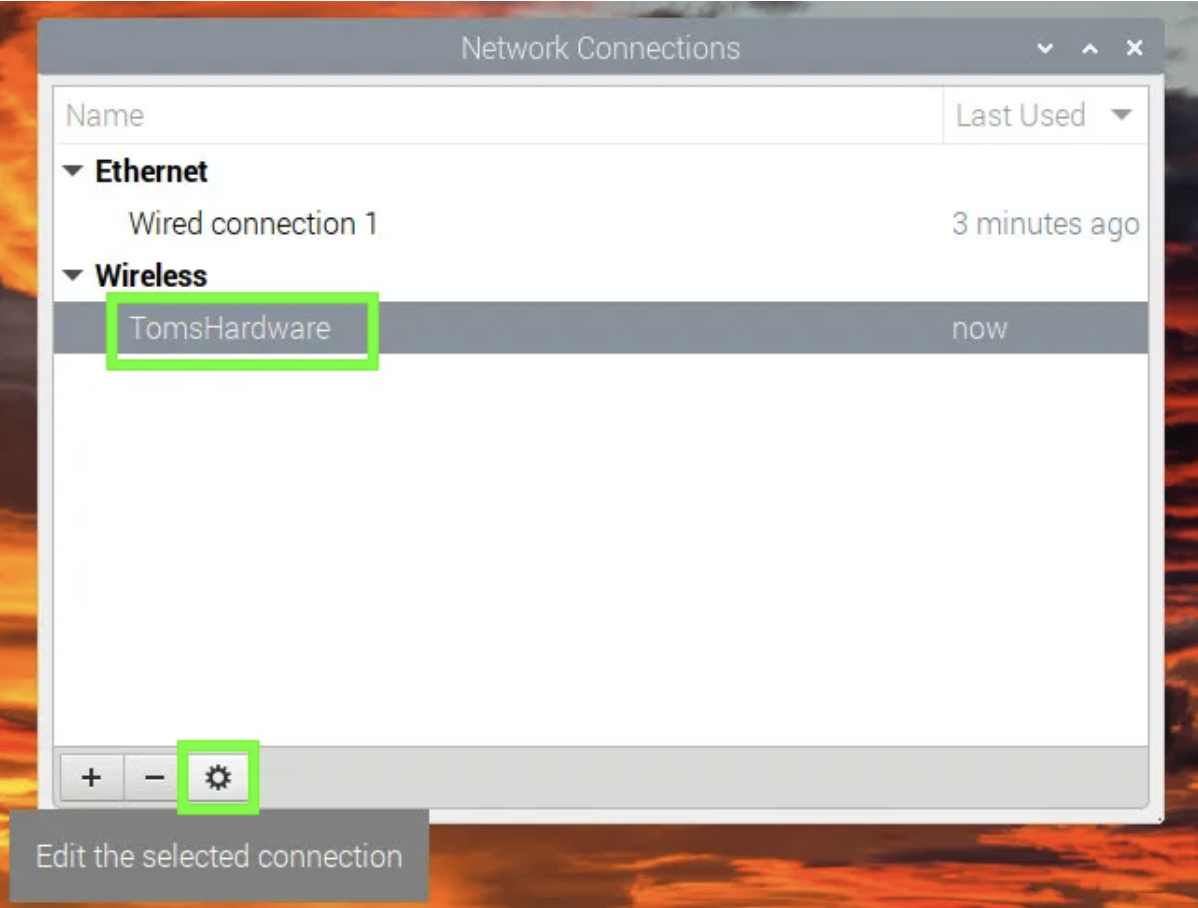 Network Connections
Name Last Used
Ethernet
Wired connection 1 3 minutes ago
Wireless
TomsHardware now
Edit the selected connection